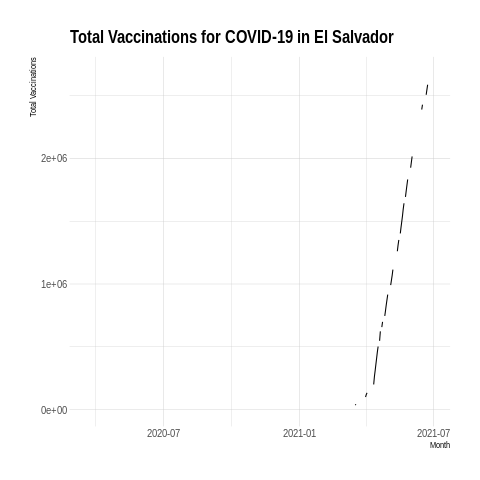 Total Vaccinations for COVID-19 in El Salvador
Total Vaccinations
2e+06
1e+06
0e+00
2020-07
2021-01
2021-07
Month